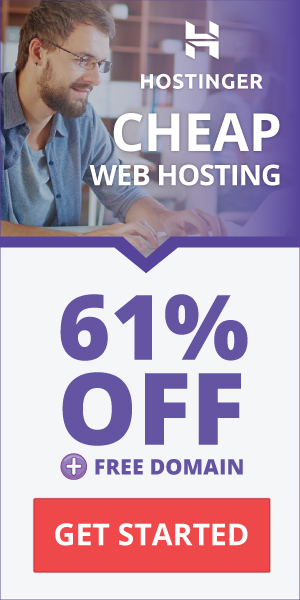 HOSTINGER
CHEAP
WEB HOSTING
61%
OFF
+ FREE DOMAIN
GET STARTED